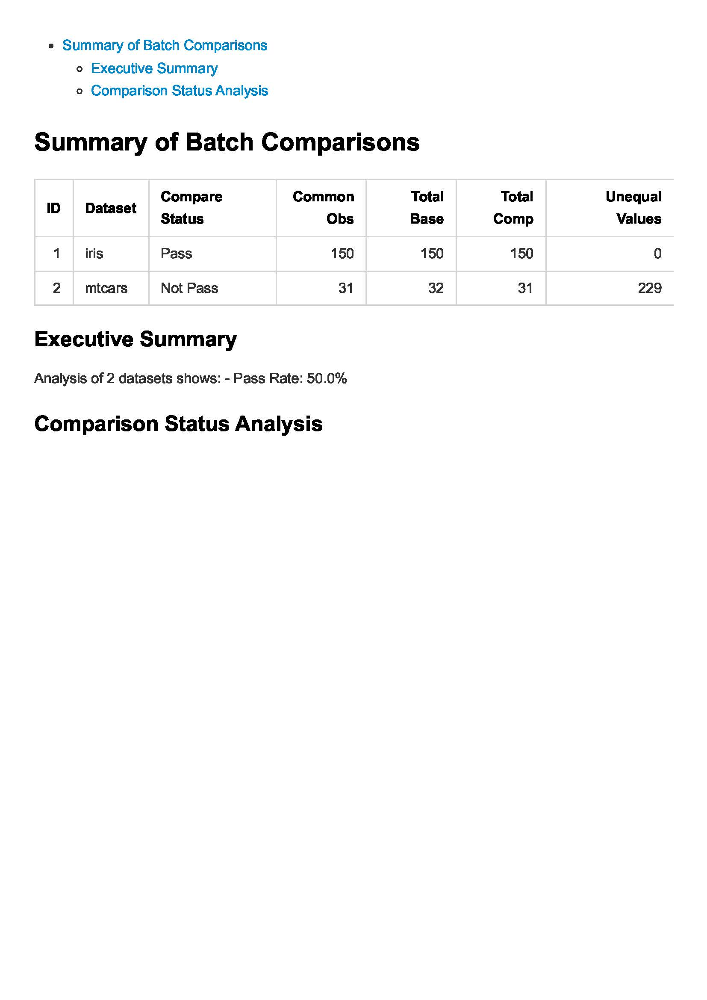 Summary of Batch Comparisons
Executive Summary
Comparison Status Analysis
Summary of Batch Comparisons
ID Dataset Compare Status Common Obs Total Base Total Comp Unequal Values
1 iris Pass 150 150 150 0
2 mtcars Not Pass 31 32 31 229
Executive Summary
Analysis of 2 datasets shows: - Pass Rate: 50.0%
Comparison Status Analysis